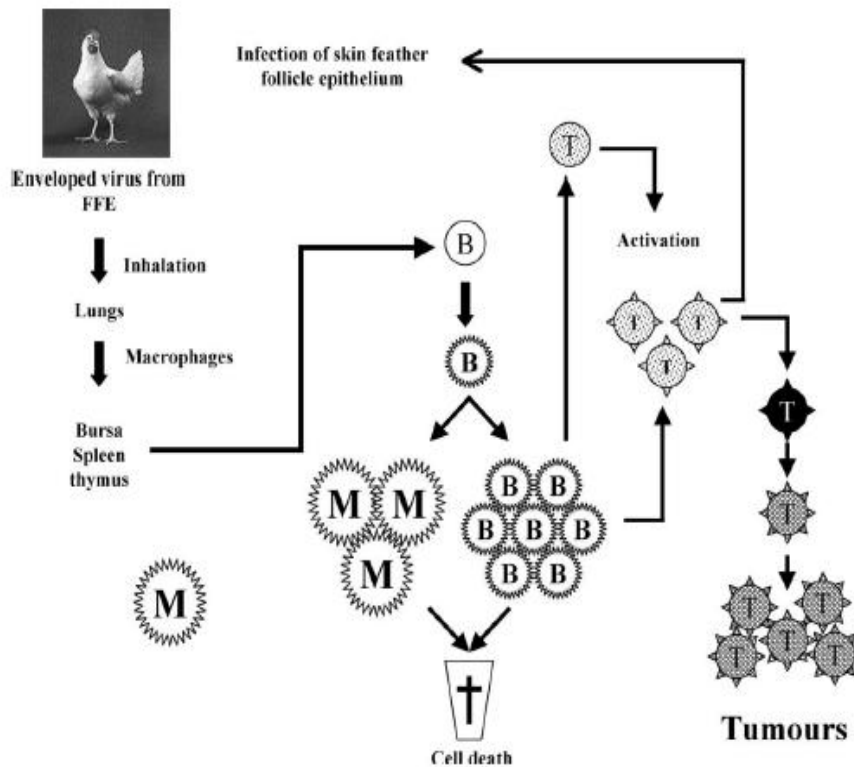 Infection of skin feather
follicle epithelium
Enveloped virus from
FFE
Inhalation
Lungs
Macrophages
Bursa
Spleen
thymus
B
B
M M
M
B B
B B B
B B
M
Cell death
T
Activation
T T
T
T
T
T T
T
T T
Tumours